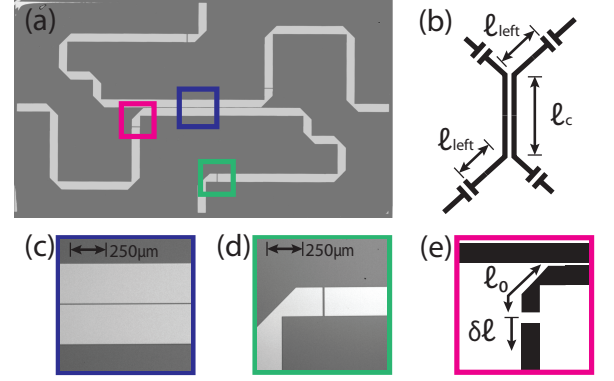 (a)
(b)
ℓleft
ℓc
ℓleft
(c)
250μm
(d)
250μm
(e)
ℓ0
δℓ